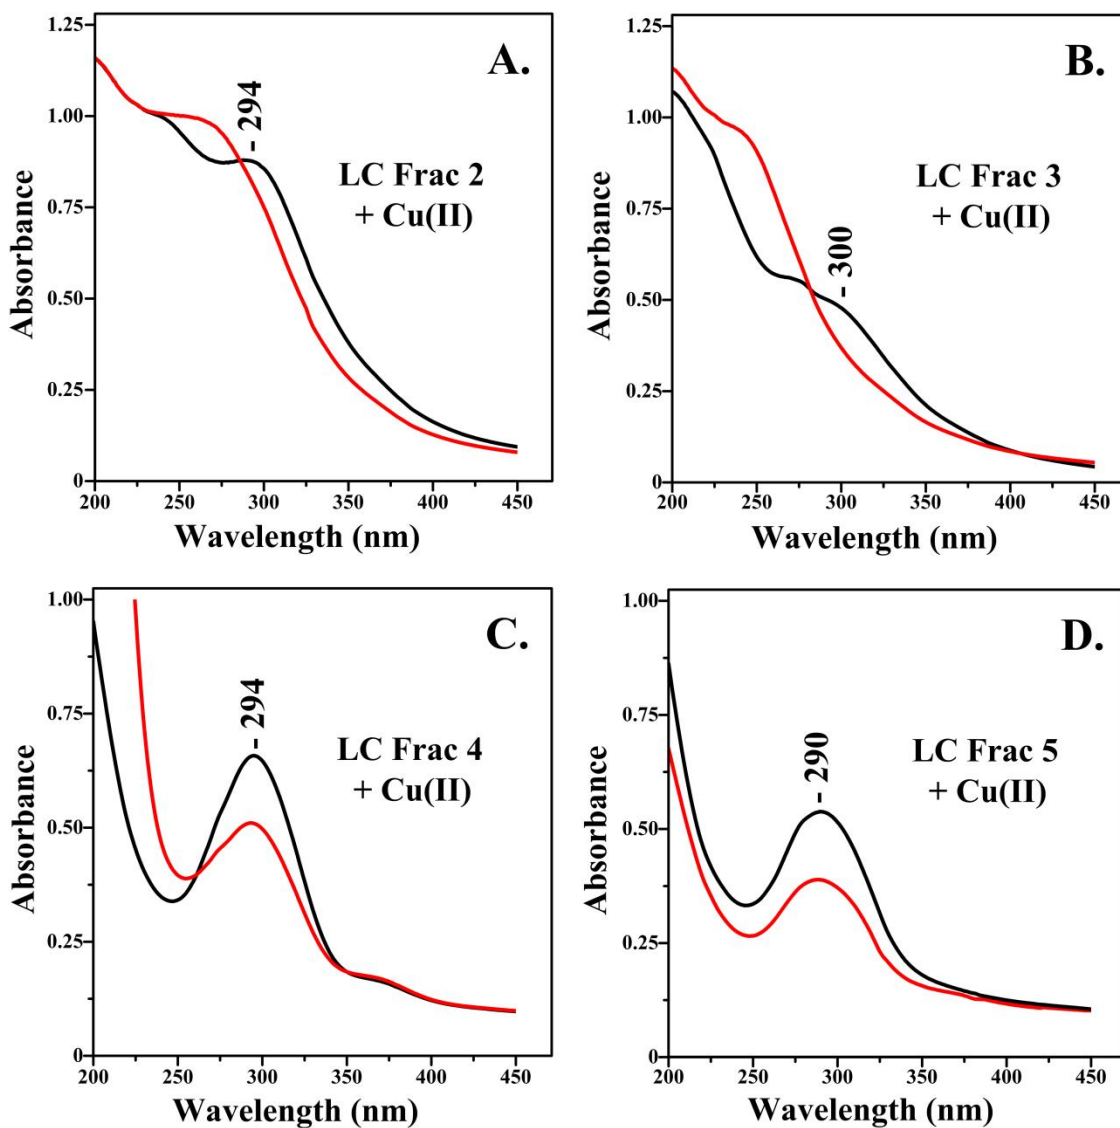 A.
- 294
LC Frac 2
+ Cu(II)
Absorbance
1.25
1.00
0.75
0.50
0.25
0
200 250 300 350 400 450
Wavelength (nm)
B.
- 300
LC Frac 3
+ Cu(II)
Absorbance
1.25
1.00
0.75
0.50
0.25
0
200 250 300 350 400 450
Wavelength (nm)
C.
- 294
LC Frac 4
+ Cu(II)
Absorbance
1.00
0.75
0.50
0.25
0
200 250 300 350 400 450
Wavelength (nm)
D.
- 290
LC Frac 5
+ Cu(II)
Absorbance
1.00
0.75
0.50
0.25
0
200 250 300 350 400 450
Wavelength (nm)